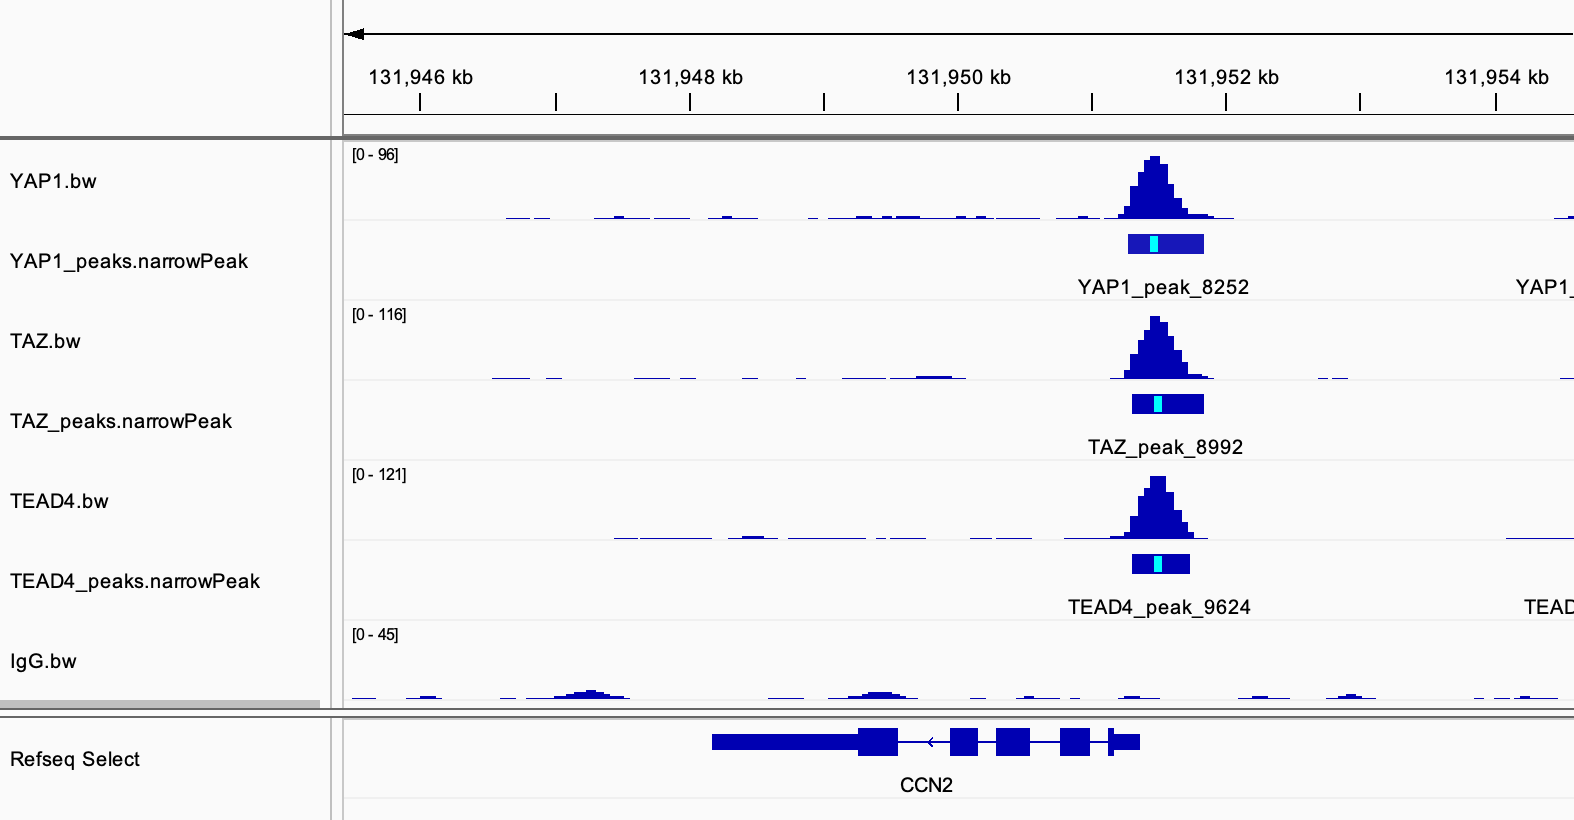 131,946 kb 131,948 kb 131,950 kb 131,952 kb 131,954 kb
[0 - 96]
YAP1.bw
YAP1_peaks.narrowPeak
YAP1_peak_8252 YAP1_
[0 - 116]
TAZ.bw
TAZ_peaks.narrowPeak
TAZ_peak_8992
[0 - 121]
TEAD4.bw
TEAD4_peaks.narrowPeak
TEAD4_peak_9624 TEAD
[0 - 45]
IgG.bw
Refseq Select
CCN2